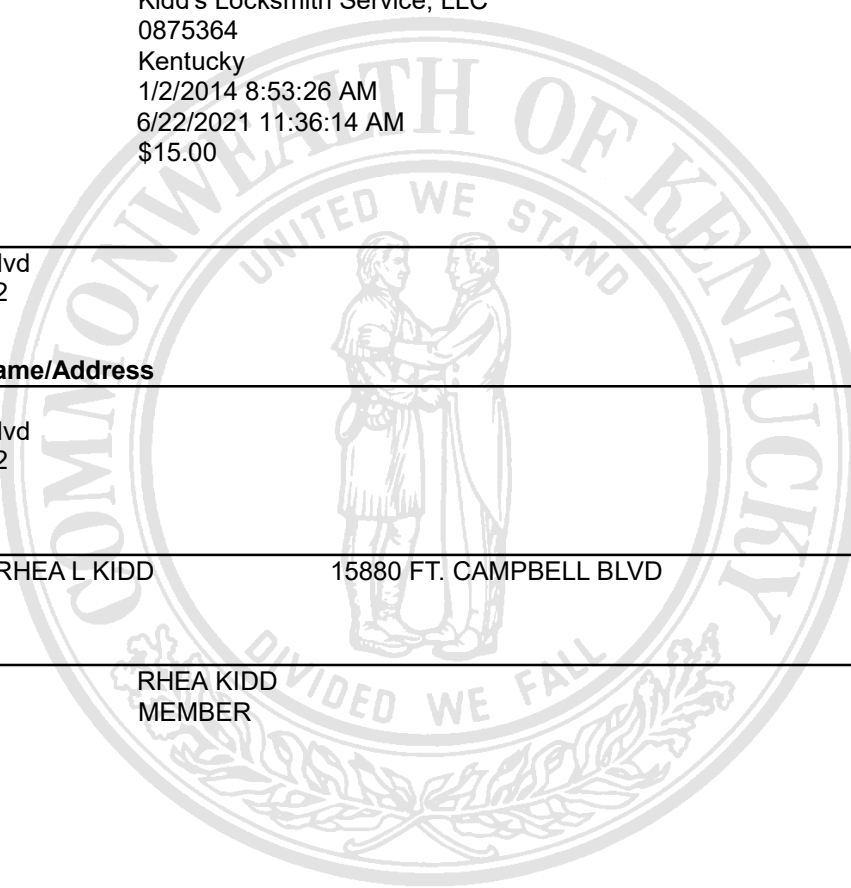 Kidd's Locksmith Service, LLC
0875364
Kentucky
1/2/2014 8:53:26 AM
6/22/2021 11:36:14 AM
$15.00
lvd
2
ame/Address
lvd
2
RHEA L KIDD 15880 FT. CAMPBELL BLVD
RHEA KIDD
MEMBER
COMMONWEALTH OF KENTUCKY
UNITED WE STAND
DIVIDED WE FALL